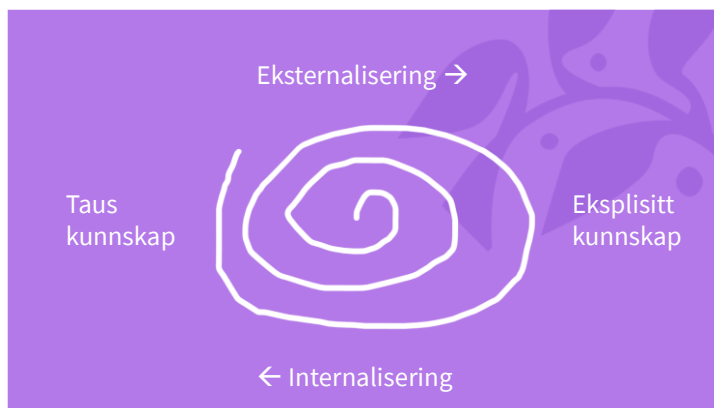 Eksternalisering →
Taus
kunnskap
Eksplisitt
kunnskap
← Internalisering